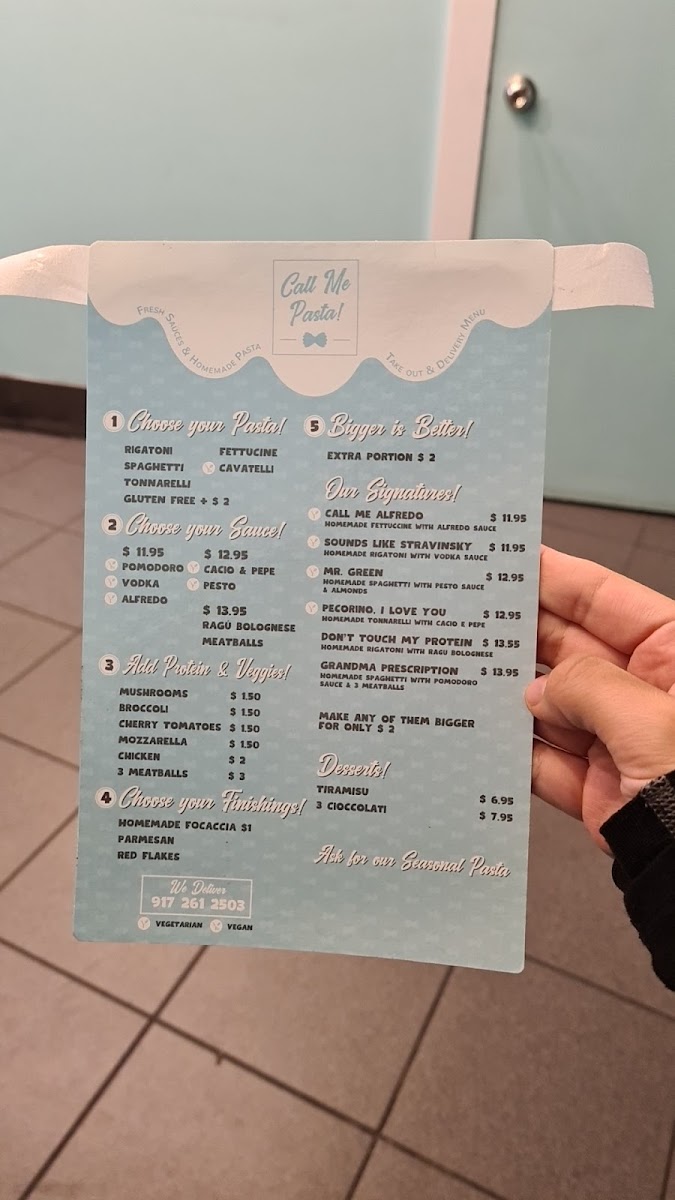 Call Me
Pasta!
Fresh Sauces & Homemade Pasta
Take out & Delivery Menu
1 Choose your Pasta!
RIGATONI FETTUCINE
SPAGHETTI V CAVATELLI
TONNARELLI
GLUTEN FREE + $ 2
2 Choose your Sauce!
$ 11.95 $ 12.95
V POMODORO V CACIO & PEPE
V VODKA V PESTO
V ALFREDO
$ 13.95
RAGÚ BOLOGNESE
MEATBALLS
3 Add Protein & Veggies!
MUSHROOMS $ 1.50
BROCCOLI $ 1.50
CHERRY TOMATOES $ 1.50
MOZZARELLA $ 1.50
CHICKEN $ 2
3 MEATBALLS $ 3
4 Choose your Finishings!
HOMEMADE FOCACCIA $1
PARMESAN
RED FLAKES
We Deliver
917 261 2503
V VEGETARIAN V VEGAN
5 Bigger is Better!
EXTRA PORTION $ 2
Our Signatures!
V CALL ME ALFREDO $ 11.95
HOMEMADE FETTUCCINE WITH ALFREDO SAUCE
V SOUNDS LIKE STRAVINSKY $ 11.95
HOMEMADE RIGATONI WITH VODKA SAUCE
V MR. GREEN $ 12.95
HOMEMADE SPAGHETTI WITH PESTO SAUCE
& ALMONDS
V PECORINO, I LOVE YOU $ 12.95
HOMEMADE TONNARELLI WITH CACIO E PEPE
DON'T TOUCH MY PROTEIN $ 13.55
HOMEMADE RIGATONI WITH RAGU BOLOGNESE
GRANDMA PRESCRIPTION $ 13.95
HOMEMADE SPAGHETTI WITH POMODORO
SAUCE & 3 MEATBALLS
MAKE ANY OF THEM BIGGER
FOR ONLY $ 2
Desserts!
TIRAMISU $ 6.95
3 CIOCCOLATI $ 7.95
Ask for our Seasonal Pasta